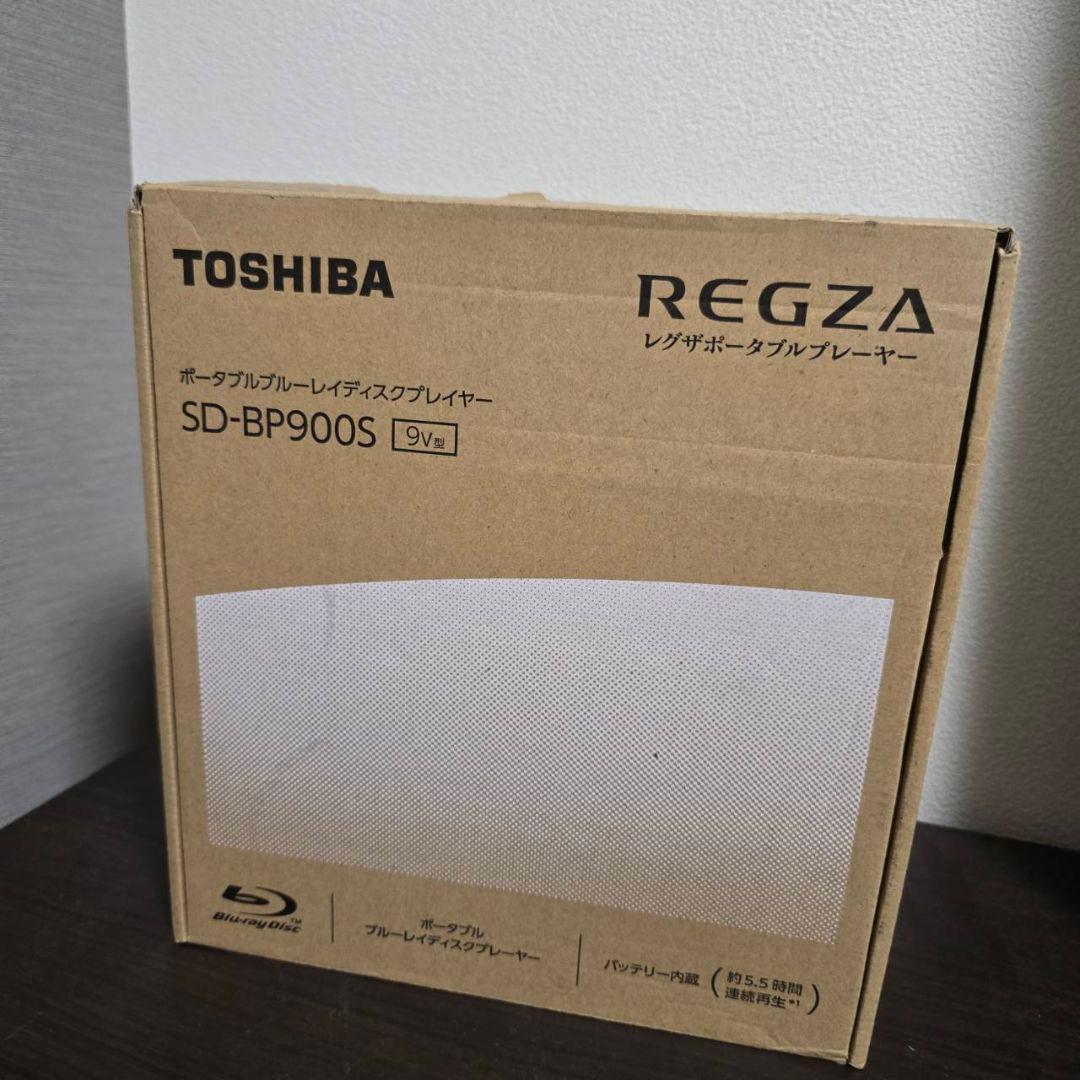 TOSHIBA
REGZA
レグザポータブルプレーヤー
ポータブルブルーレイディスクプレイヤー
SD-BP900S 9V型
Blu-ray Disc™
ポータブル
ブルーレイディスクプレーヤー
バッテリー内蔵(約5.5時間
連続再生*1)